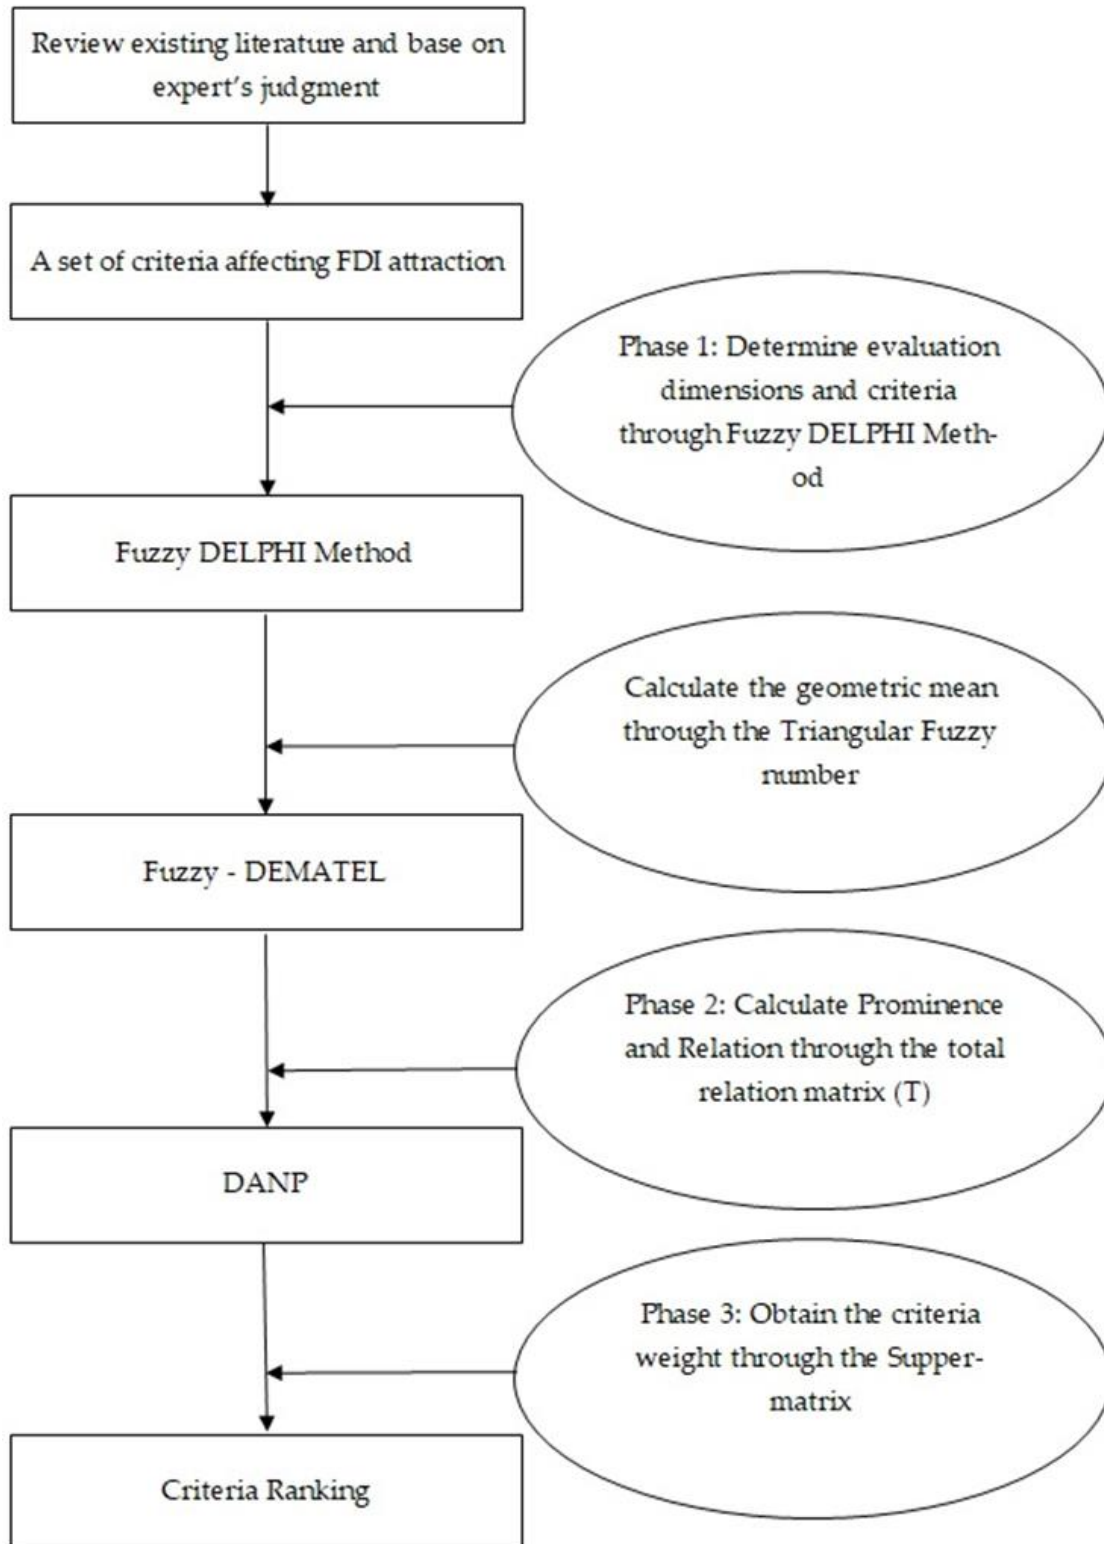 Review existing literature and base on
expert's judgment
A set of criteria affecting FDI attraction
Phase 1: Determine evaluation
dimensions and criteria
through Fuzzy DELPHI Meth-
od
Fuzzy DELPHI Method
Calculate the geometric mean
through the Triangular Fuzzy
number
Fuzzy - DEMATEL
Phase 2: Calculate Prominence
and Relation through the total
relation matrix (T)
DANP
Phase 3: Obtain the criteria
weight through the Supper-
matrix
Criteria Ranking